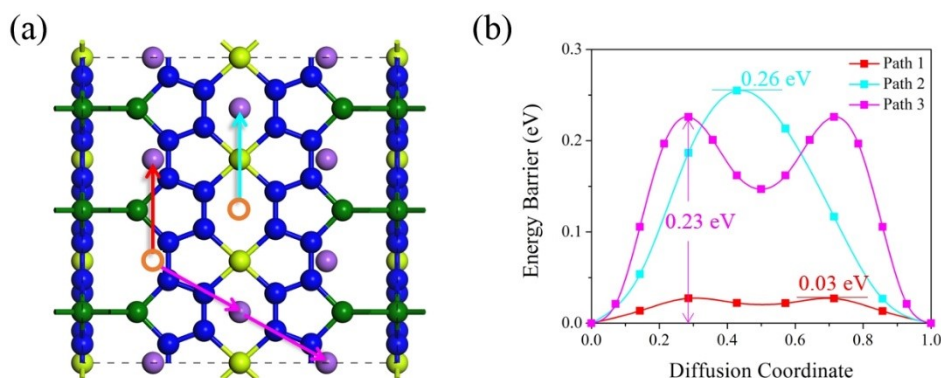 (a)
(b)
0.3
0.2
0.1
0.0
Energy Barrier (eV)
0.26 eV
0.23 eV
0.03 eV
Path 1
Path 2
Path 3
0.0 0.2 0.4 0.6 0.8 1.0
Diffusion Coordinate